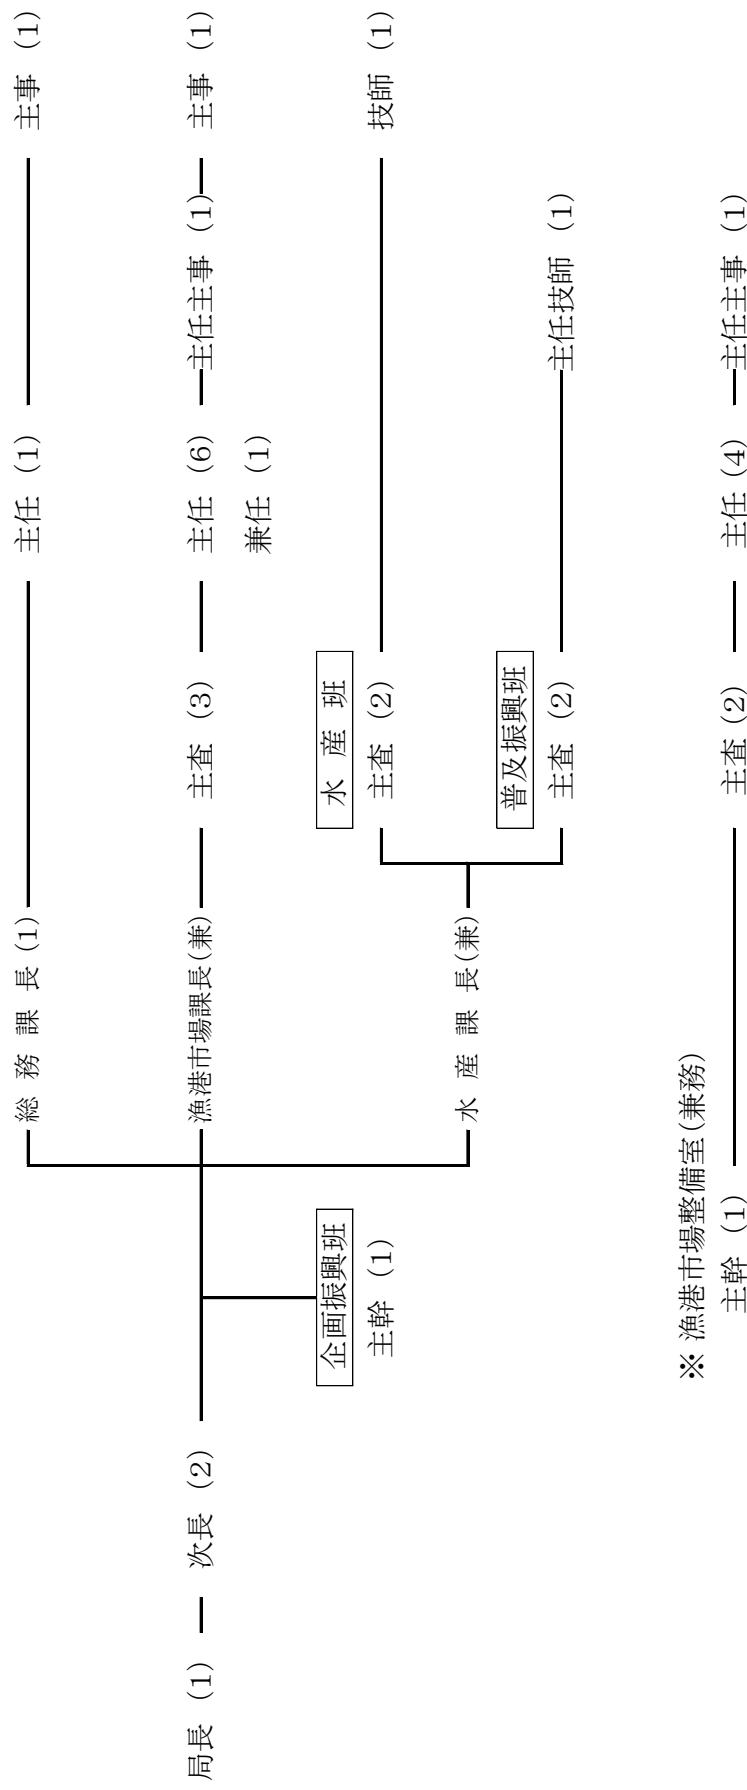 局長 (1) 次長 (2)
企画振興班
主幹 (1)
総務課長(1) 主任 (1) 主事 (1)
漁港市場課長(兼) 主査 (3) 主任 (6) 主任主事 (1) 主事 (1)
兼任 (1)
水産課長(兼)
水産班
主査 (2) 技師 (1)
普及振興班
主査 (2) 主任技師 (1)
※ 漁港市場整備室(兼務)
主幹 (1) 主査 (2) 主任 (4) 主任主事 (1)